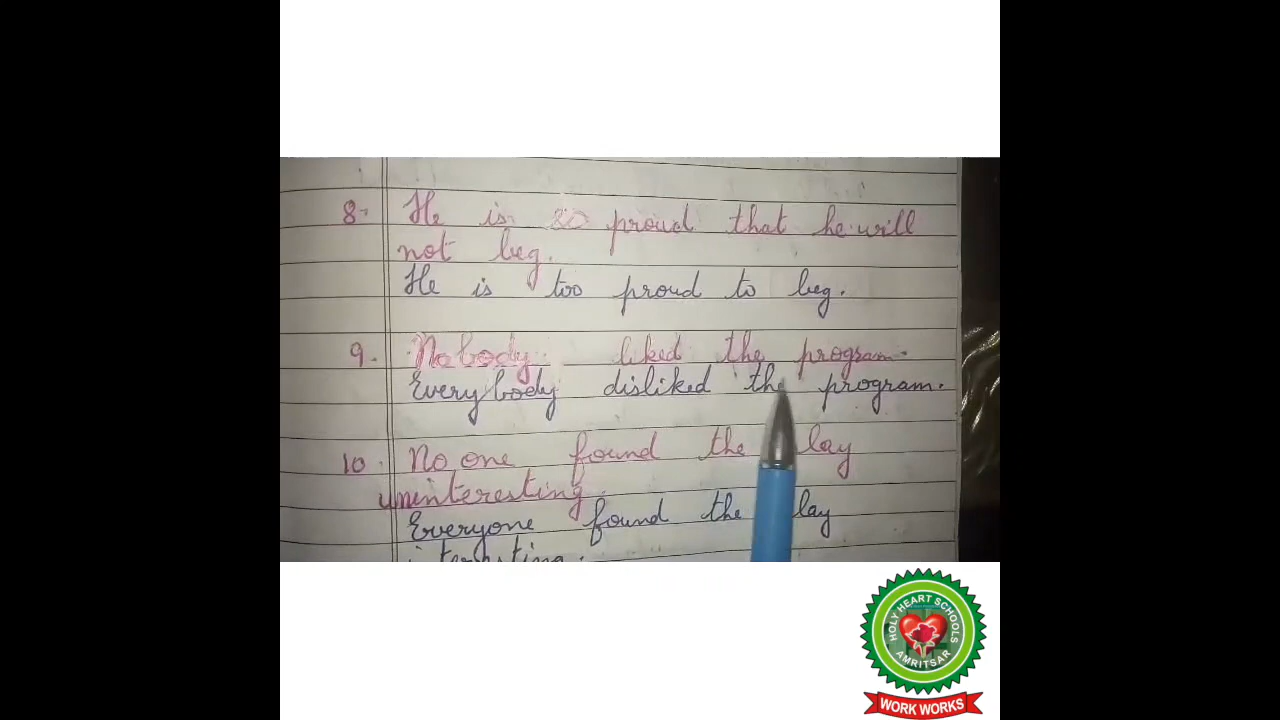 8. He is so proud that he will
not beg.
He is too proud to beg.
9. Nobody liked the program.
Everybody disliked the program.
10. No one found the lay
uninteresting.
Everyone found the lay
HOLY HEART SCHOOLS
AMRITSAR
WORK WORKS